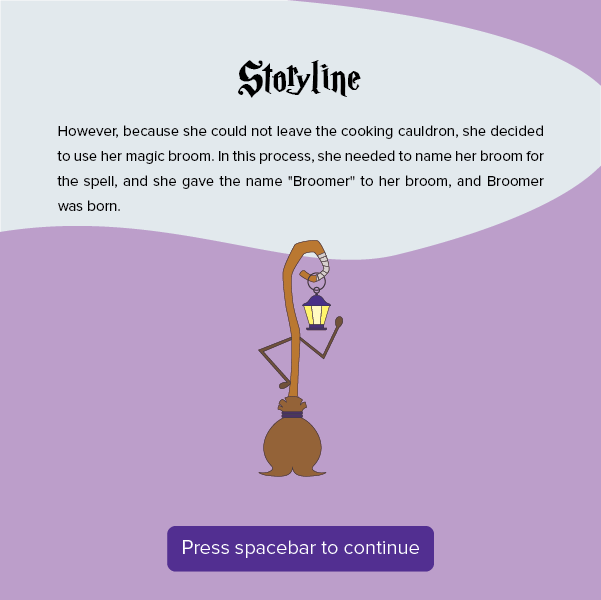 Storyline
However, because she could not leave the cooking cauldron, she decided
to use her magic broom. In this process, she needed to name her broom for
the spell, and she gave the name "Broomer" to her broom, and Broomer
was born.
Press spacebar to continue